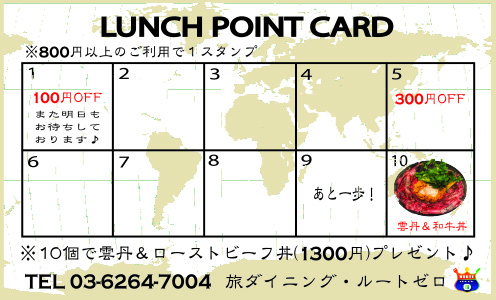 LUNCH POINT CARD
※800円以上のご利用で1スタンプ
1
100円OFF
また明日も
お待ちして
おります♪
2
3
4
5
300円OFF
6
7
8
9
あと一歩！
10
雲丹＆和牛丼
※10個で雲丹＆ローストビーフ丼(1300円)プレゼント♪
TEL 03-6264-7004 旅ダイニング・ルートゼロ